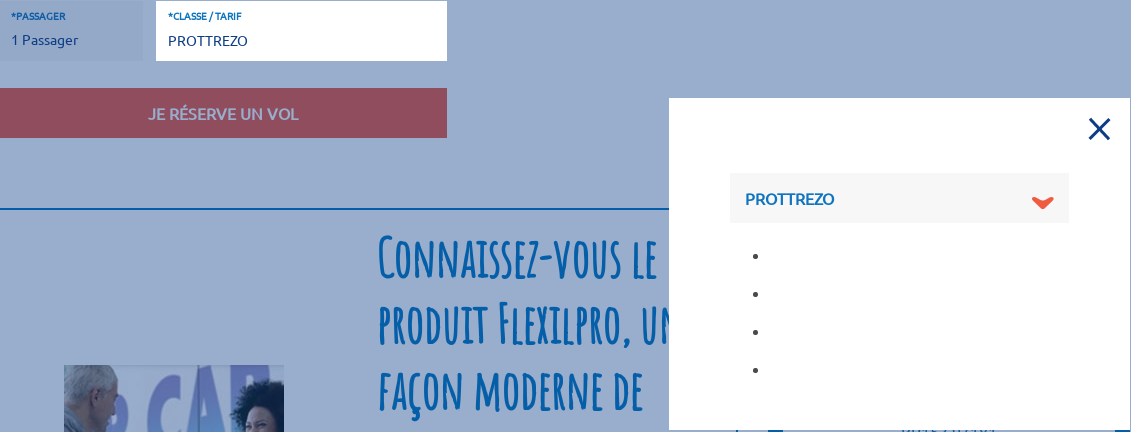 *PASSAGER
1 Passager
*CLASSE / TARIF
PROTTREZO
JE RÉSERVE UN VOL
PROTTREZO
Connaissez-vous le
produit Flexilpro, un
façon moderne de
CAP